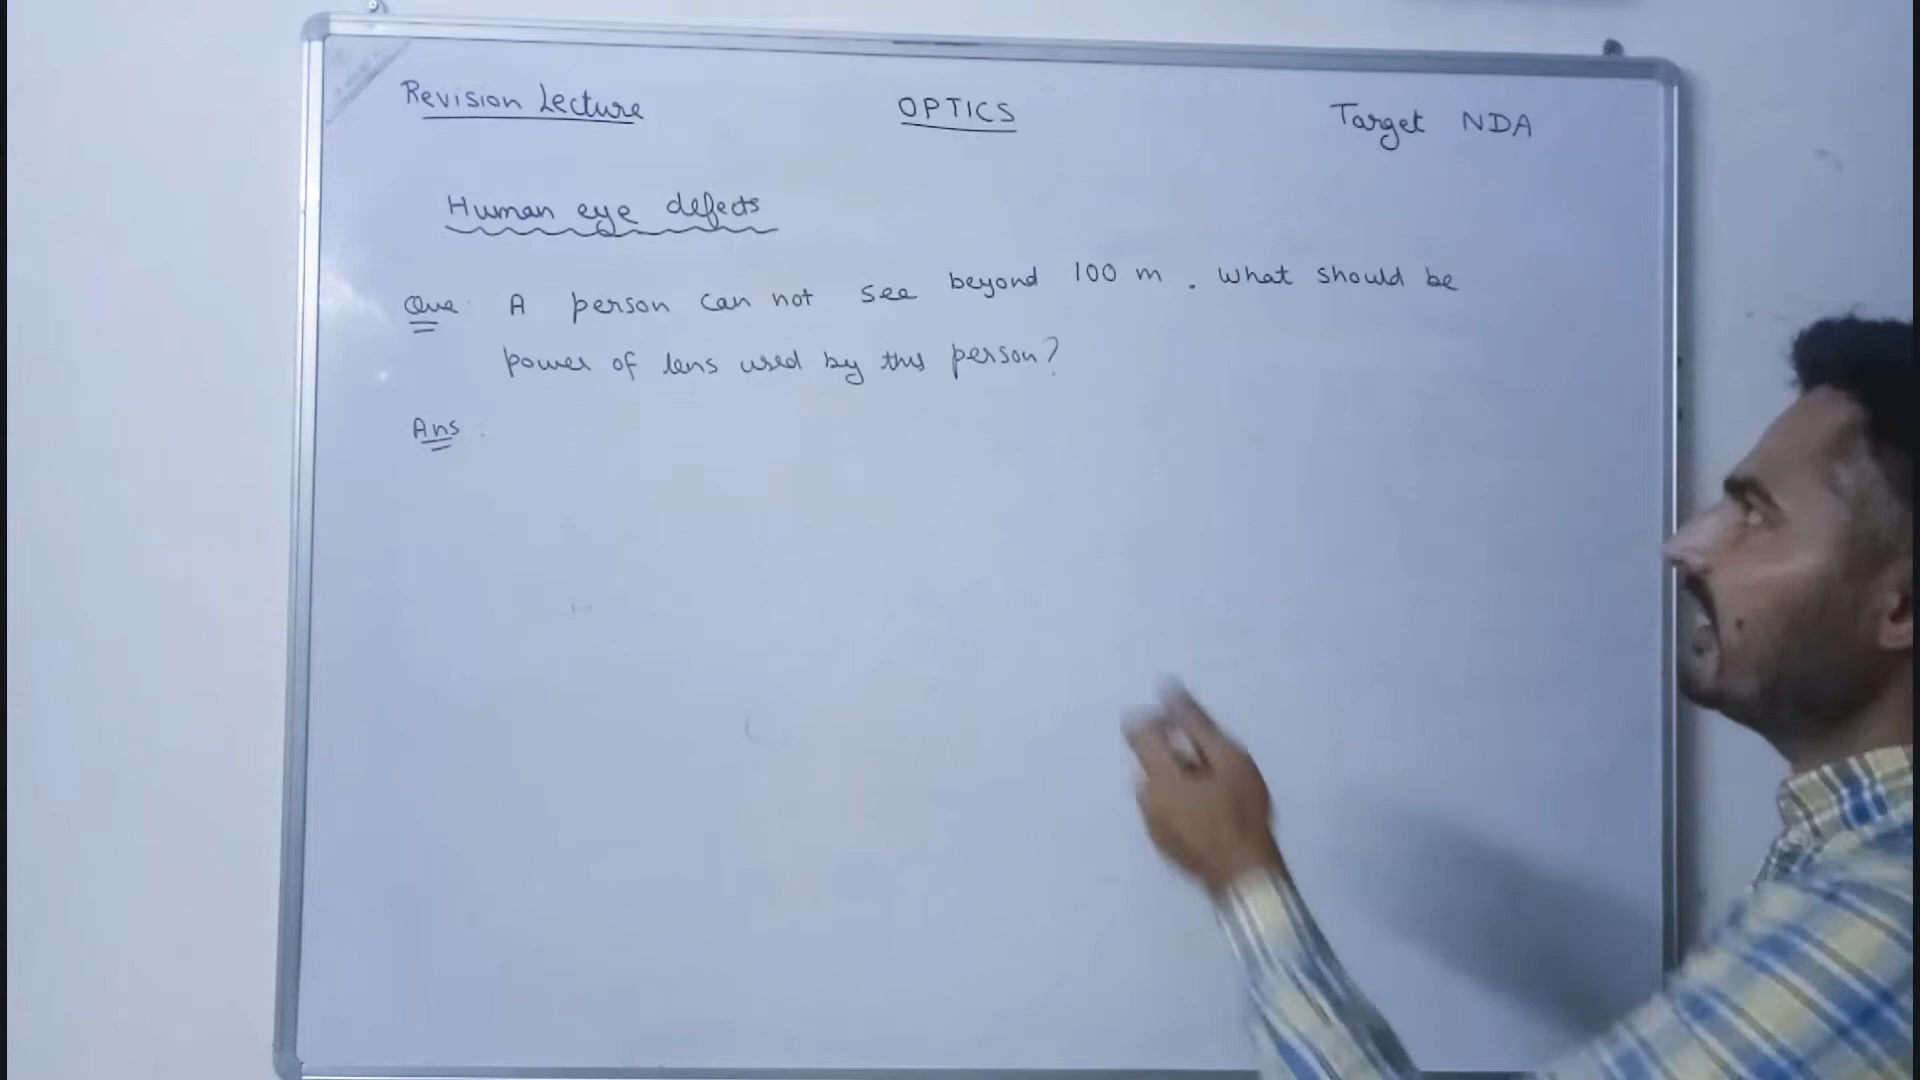 Revision Lecture
OPTICS
Target NDA
Human eye defects
Que: A person can not see beyond 100 m. What should be
power of lens used by this person?
Ans: